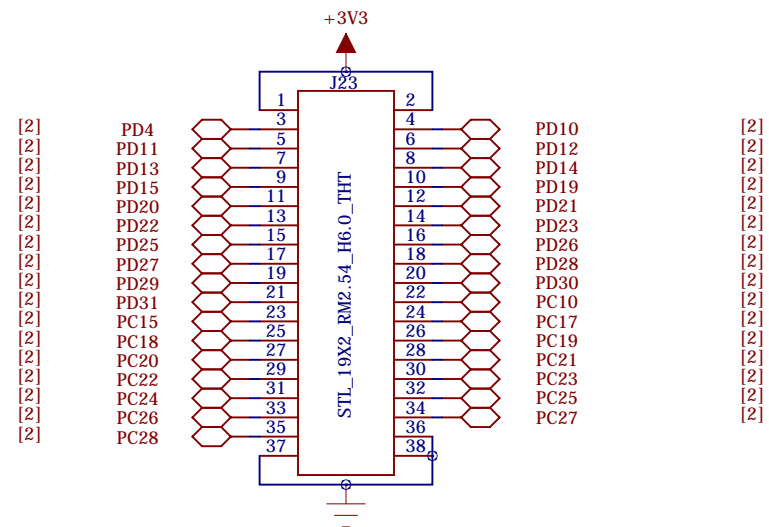 +3V3
J23
1 2
[2] PD4 3 4 PD10 [2]
[2] PD11 5 6 PD12 [2]
[2] PD13 7 8 PD14 [2]
[2] PD15 9 10 PD19 [2]
[2] PD20 11 12 PD21 [2]
[2] PD22 13 14 PD23 [2]
[2] PD25 15 16 PD26 [2]
[2] PD27 17 18 PD28 [2]
[2] PD29 19 20 PD30 [2]
[2] PD31 21 22 PC10 [2]
[2] PC15 23 24 PC17 [2]
[2] PC18 25 26 PC19 [2]
[2] PC20 27 28 PC21 [2]
[2] PC22 29 30 PC23 [2]
[2] PC24 31 32 PC25 [2]
[2] PC26 33 34 PC27 [2]
[2] PC28 35 36
37 38
STL_19X2_RM2.54_H6.0_THT